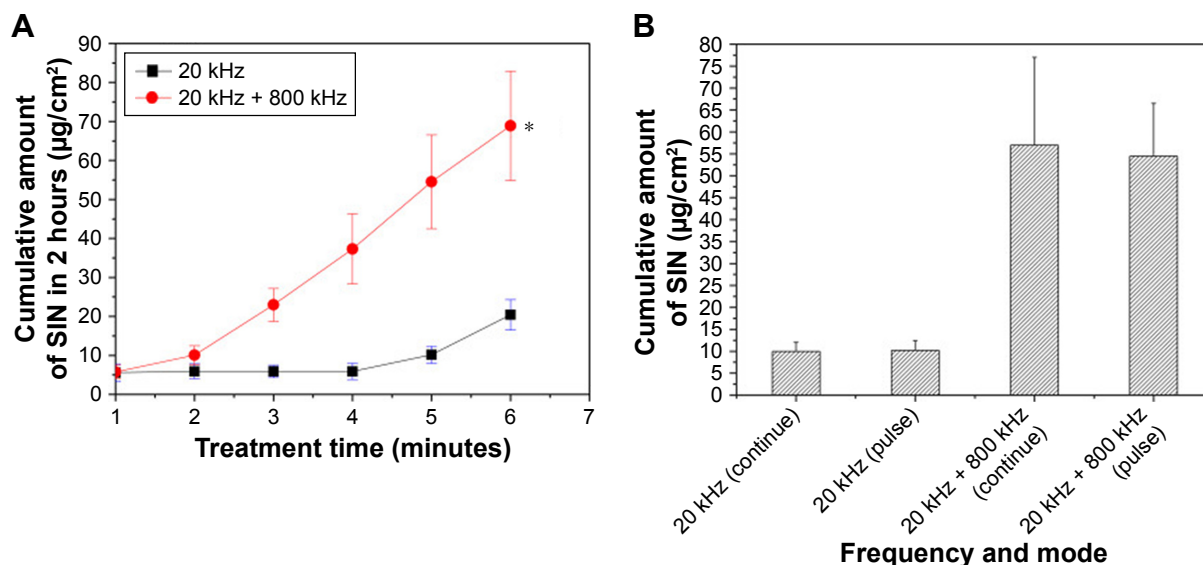 A
Cumulative amount
of SIN in 2 hours (µg/cm²)
90
80
70
60
50
40
30
20
10
0
20 kHz
20 kHz + 800 kHz
*
1 2 3 4 5 6 7
Treatment time (minutes)
B
Cumulative amount
of SIN (µg/cm²)
80
75
70
65
60
55
50
45
40
35
30
25
20
15
10
5
0
20 kHz (continue)
20 kHz (pulse)
20 kHz + 800 kHz
(continue)
20 kHz + 800 kHz
(pulse)
Frequency and mode